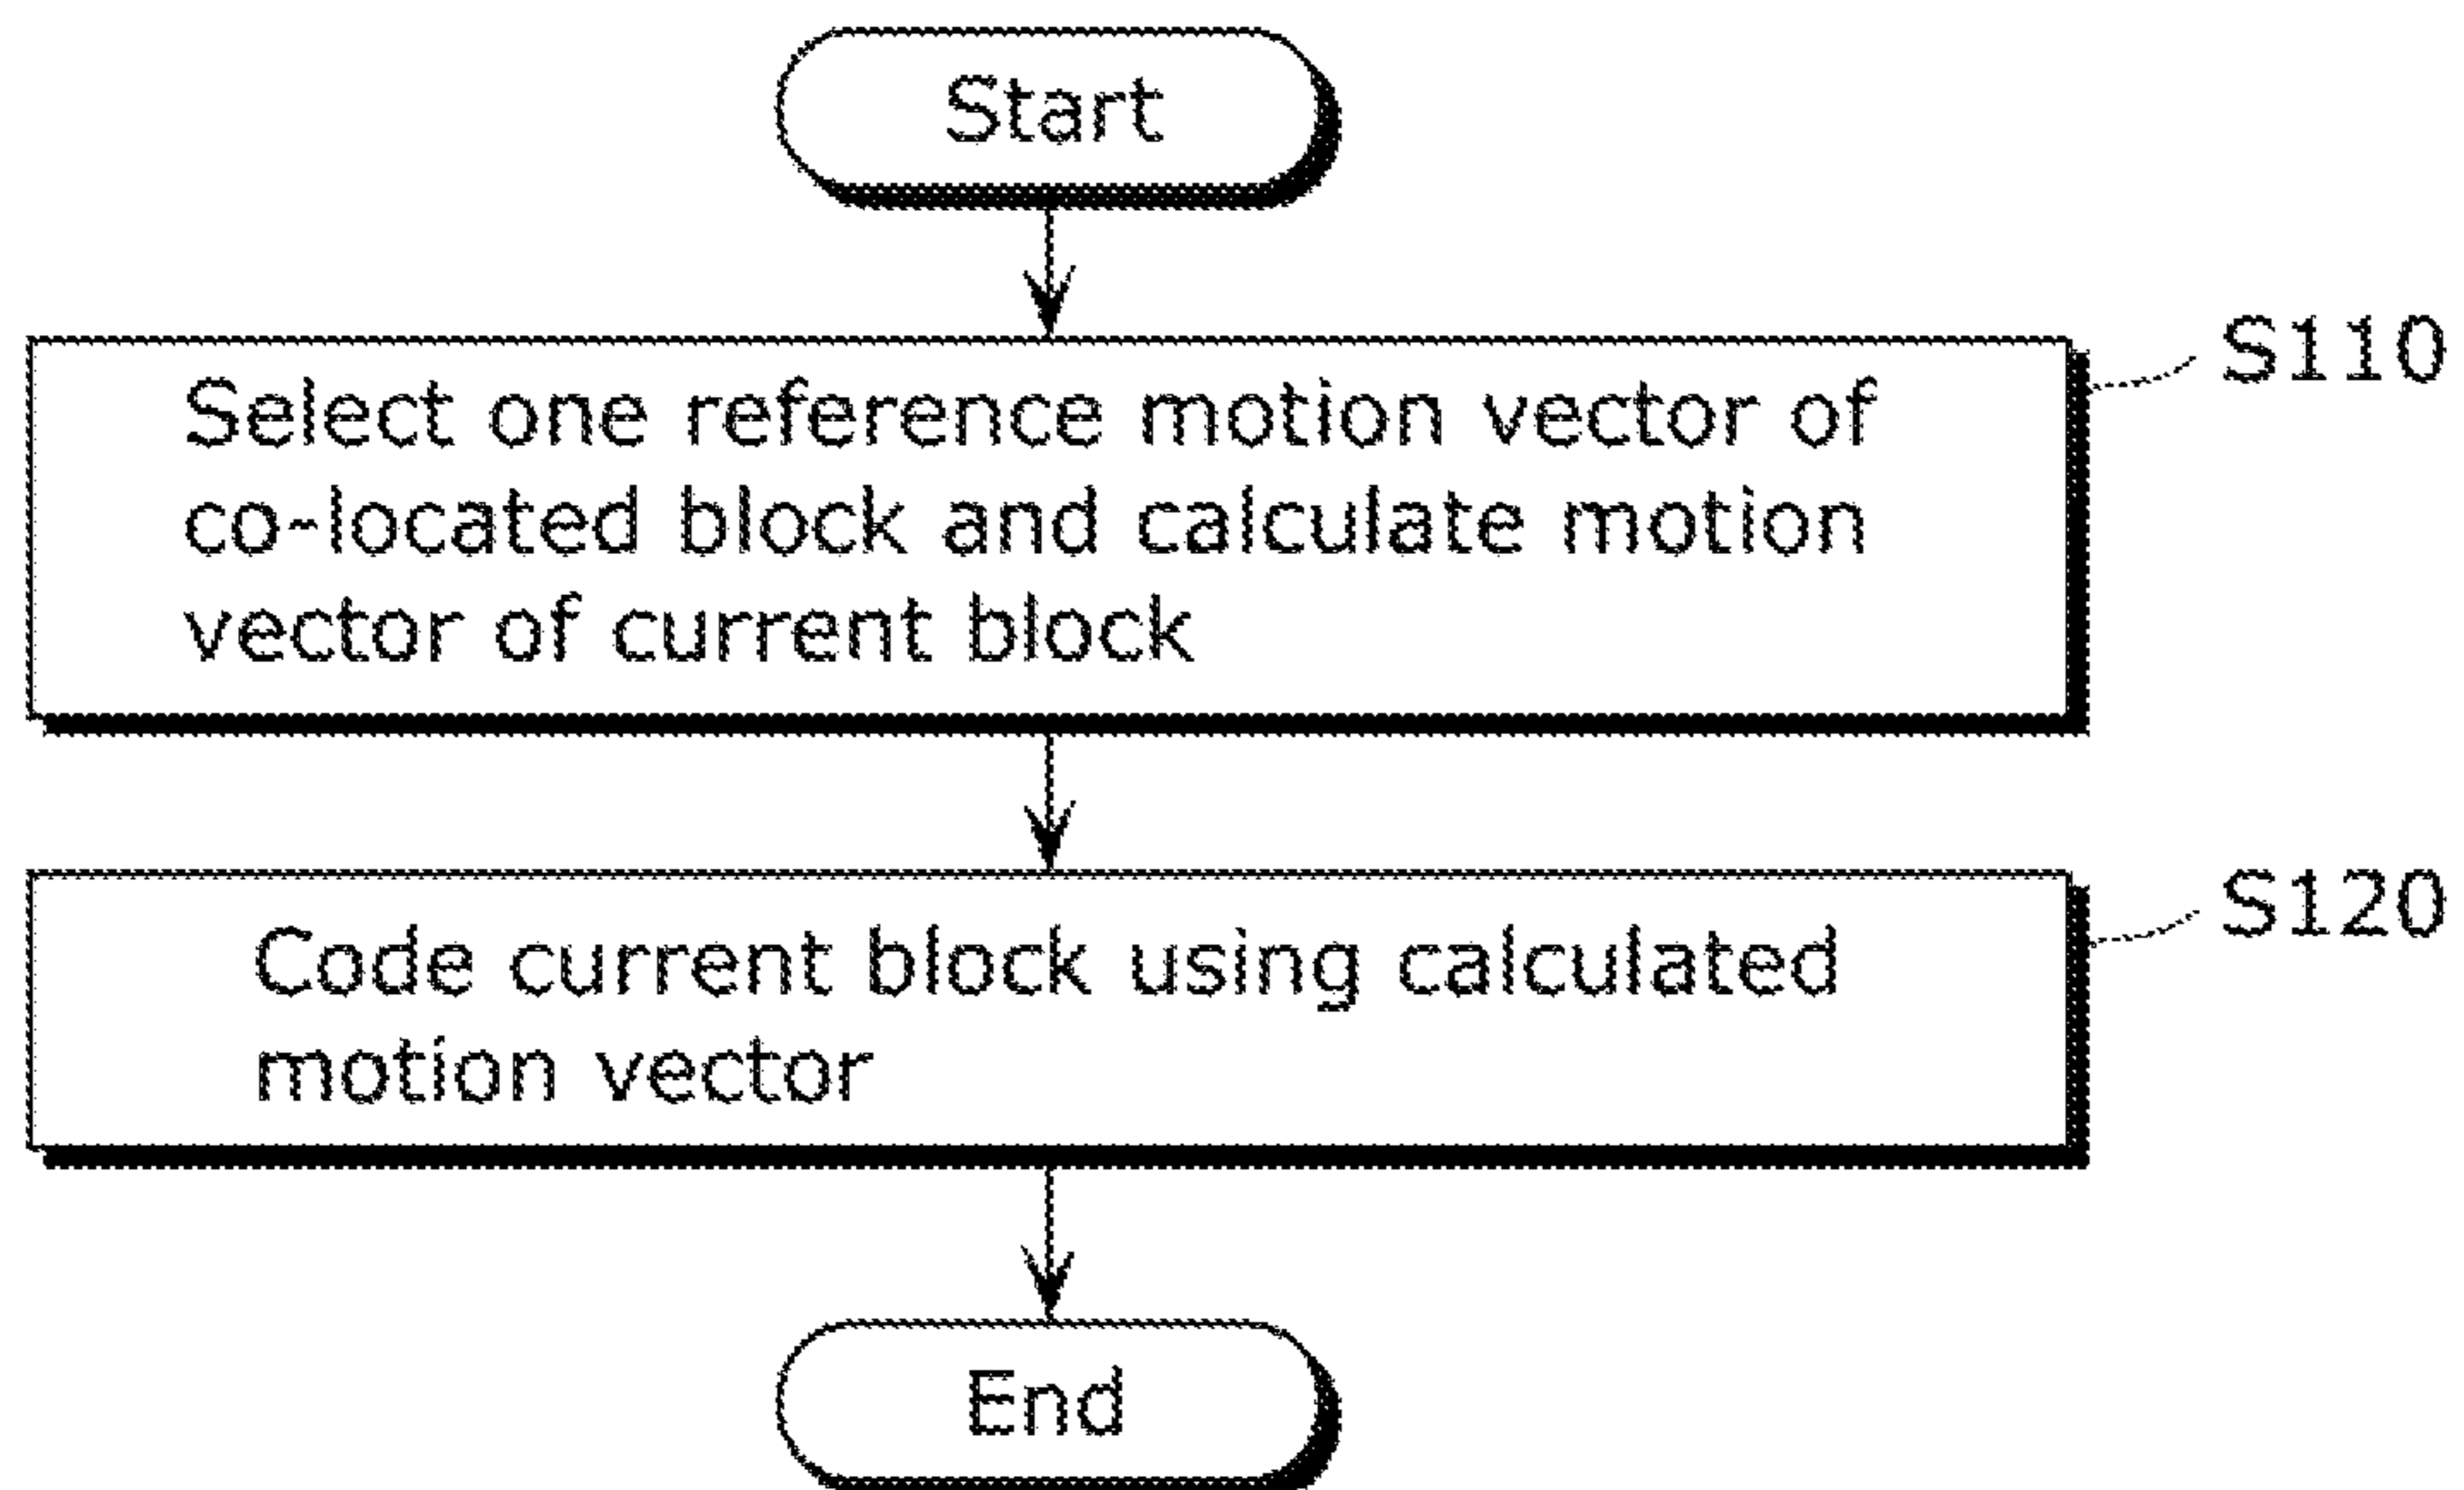 Start
S110
Select one reference motion vector of
co-located block and calculate motion
vector of current block
S120
Code current block using calculated
motion vector
End